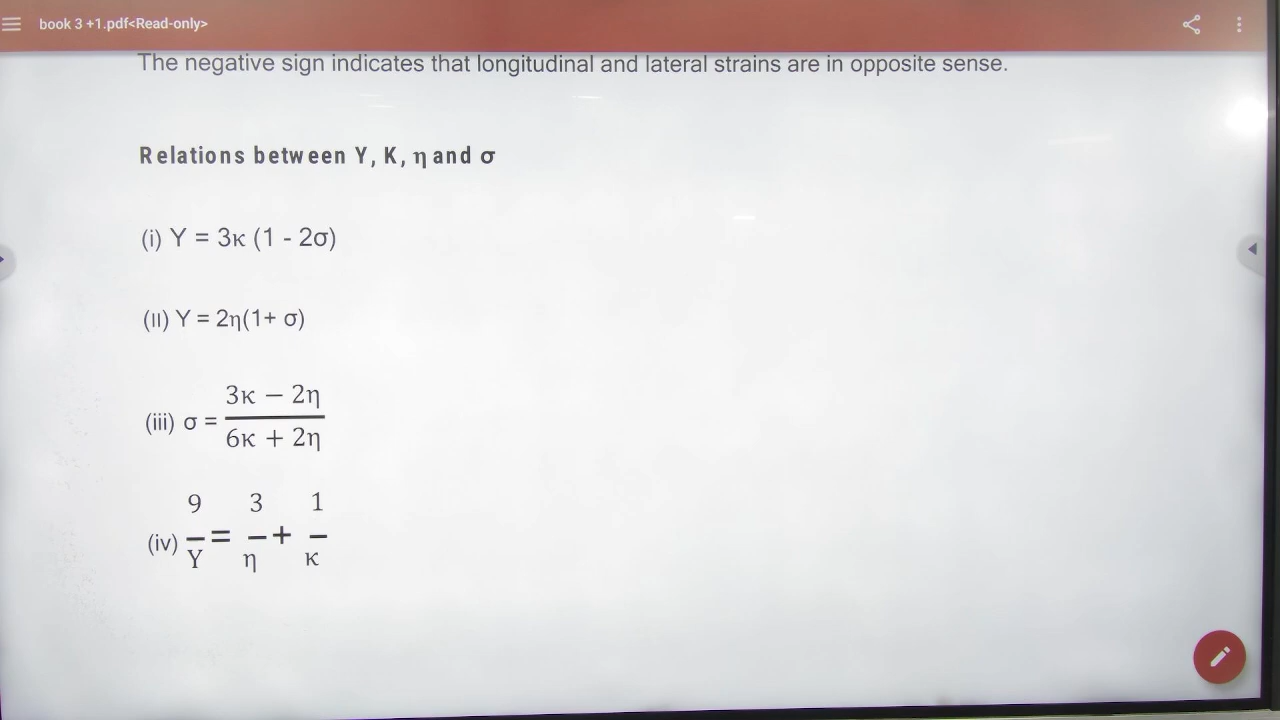 book 3 +1.pdf<Read-only>
The negative sign indicates that longitudinal and lateral strains are in opposite sense.
Relations between Y, K, η and σ
(i) Y = 3κ (1 - 2σ)
(II) Y = 2η(1+ σ)
(iii) σ = (3κ − 2η)/(6κ + 2η)
(iv) 9/Y = 3/η + 1/κ